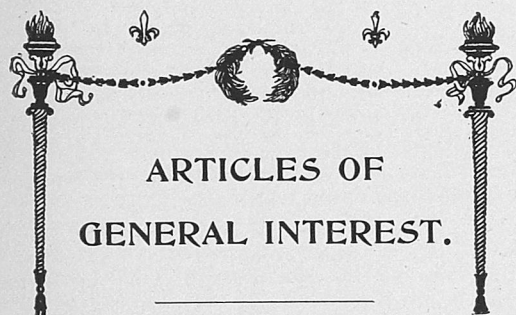 ARTICLES OF
GENERAL INTEREST.